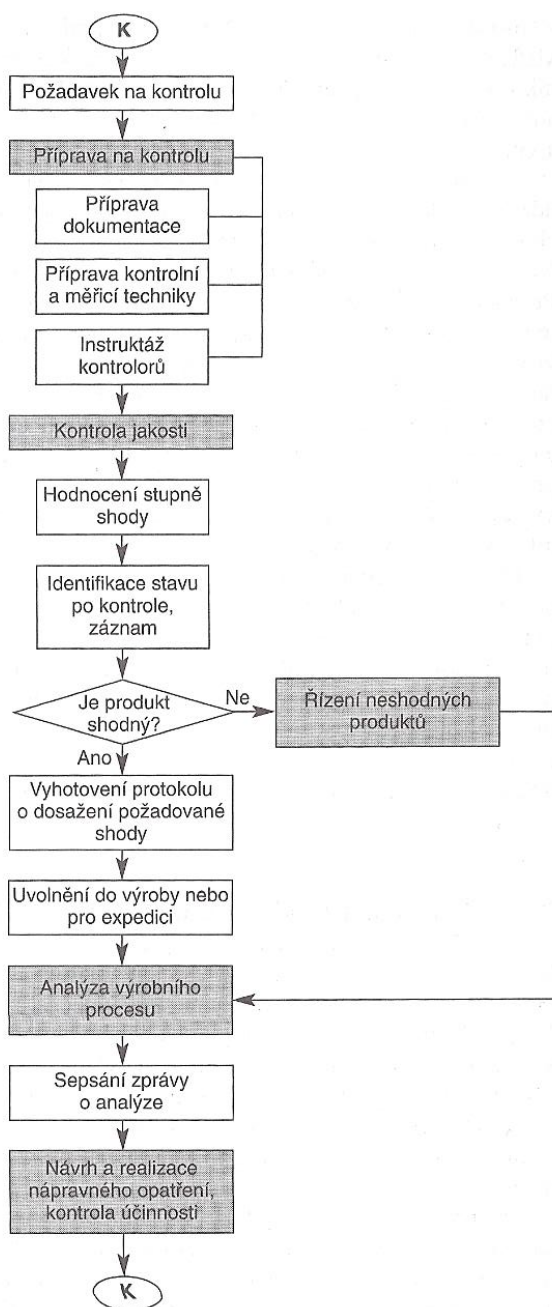 K
Požadavek na kontrolu
Příprava na kontrolu
Příprava
dokumentace
Příprava kontrolní
a měřicí techniky
Instruktáž
kontrolorů
Kontrola jakosti
Hodnocení stupně
shody
Identifikace stavu
po kontrole,
záznam
Je produkt
shodný?
Ne
Řízení neshodných
produktů
Ano
Vyhotovení protokolu
o dosažení požadované
shody
Uvolnění do výroby nebo
pro expedici
Analýza výrobního
procesu
Sepsání zprávy
o analýze
Návrh a realizace
nápravného opatření,
kontrola účinnosti
K